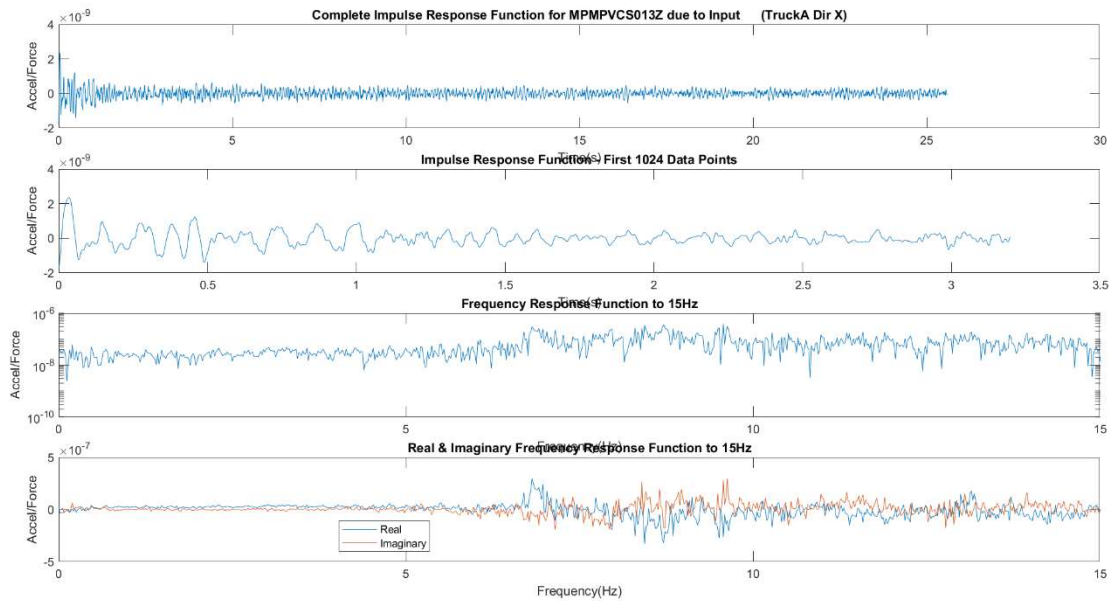 Complete Impulse Response Function for MPMPVCS013Z due to Input (TruckA Dir X)
×10^-9
4
2
0
-2
Accel/Force
0 5 10 15 20 25 30
Time(s)
Impulse Response Function - First 1024 Data Points
×10^-9
4
2
0
-2
Accel/Force
0 0.5 1 1.5 2 2.5 3 3.5
Time(s)
Frequency Response Function to 15Hz
10^-6
10^-8
10^-10
Accel/Force
0 5 10 15
Frequency(Hz)
Real & Imaginary Frequency Response Function to 15Hz
×10^-7
5
0
-5
Accel/Force
Real
Imaginary
0 5 10 15
Frequency(Hz)